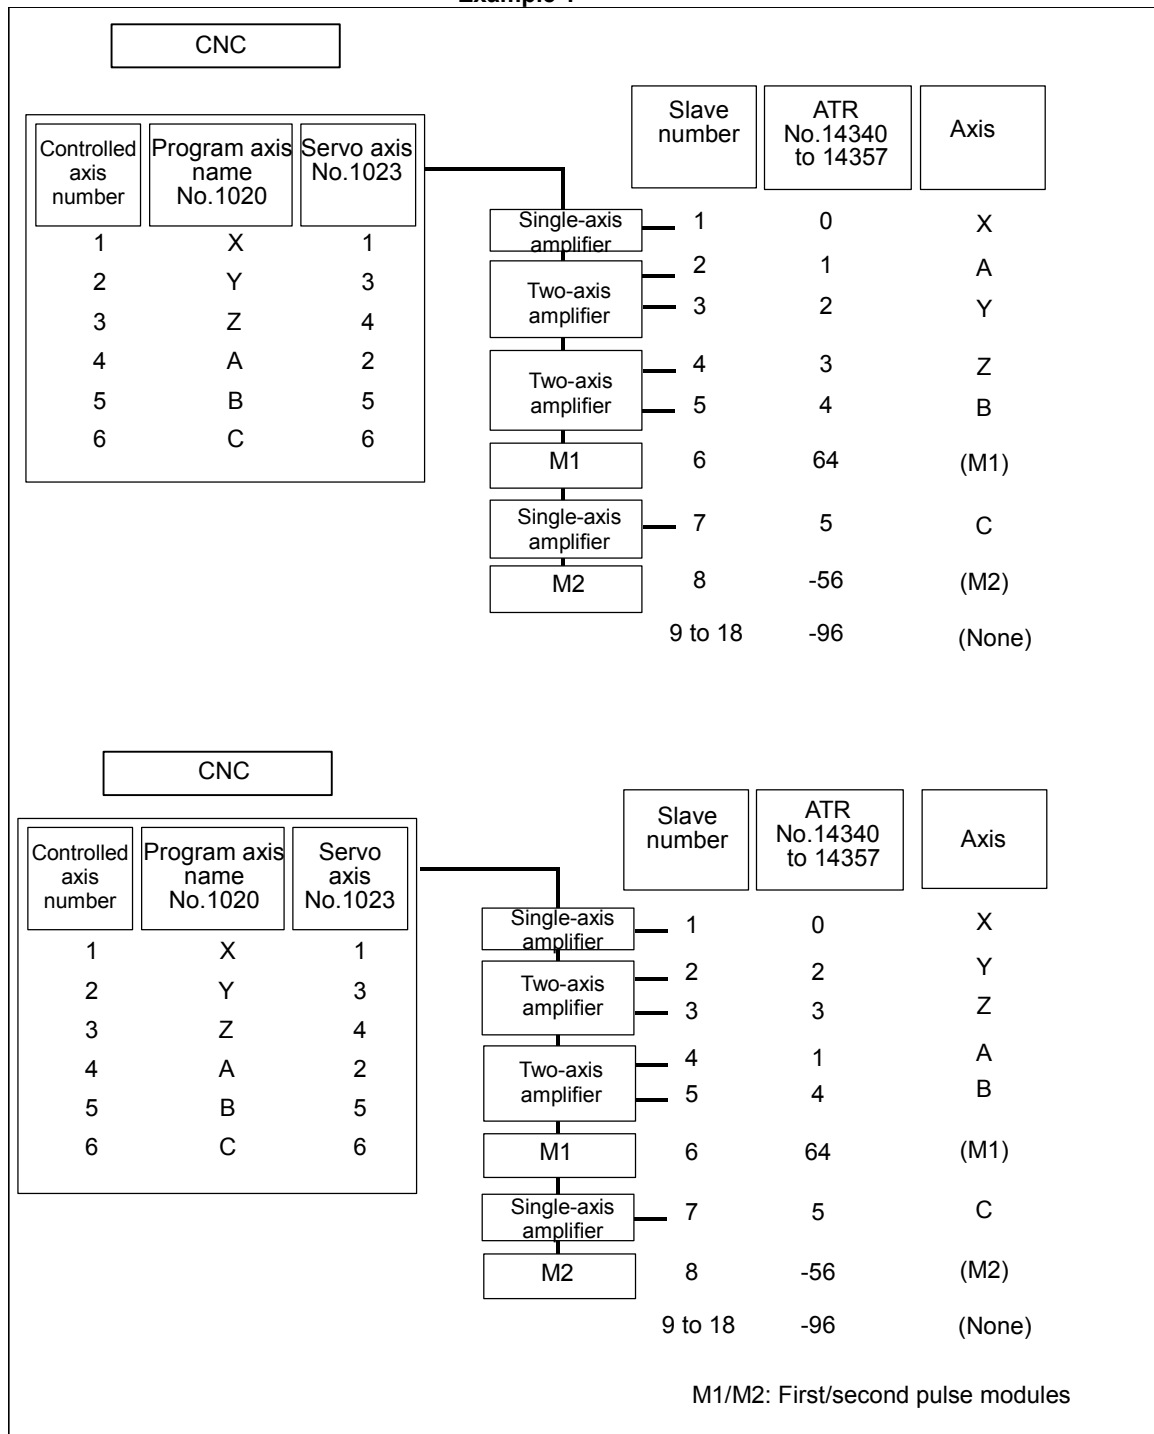 CNC
Slave number
ATR No.14340 to 14357
Axis
Controlled axis number
Program axis name No.1020
Servo axis No.1023
1 X 1
2 Y 3
3 Z 4
4 A 2
5 B 5
6 C 6
Single-axis amplifier
1 0 X
Two-axis amplifier
2 1 A
3 2 Y
Two-axis amplifier
4 3 Z
5 4 B
M1 6 64 (M1)
Single-axis amplifier
7 5 C
M2 8 -56 (M2)
9 to 18 -96 (None)
CNC
Slave number
ATR No.14340 to 14357
Axis
Controlled axis number
Program axis name No.1020
Servo axis No.1023
1 X 1
2 Y 3
3 Z 4
4 A 2
5 B 5
6 C 6
Single-axis amplifier
1 0 X
Two-axis amplifier
2 2 Y
3 3 Z
Two-axis amplifier
4 1 A
5 4 B
M1 6 64 (M1)
Single-axis amplifier
7 5 C
M2 8 -56 (M2)
9 to 18 -96 (None)
M1/M2: First/second pulse modules